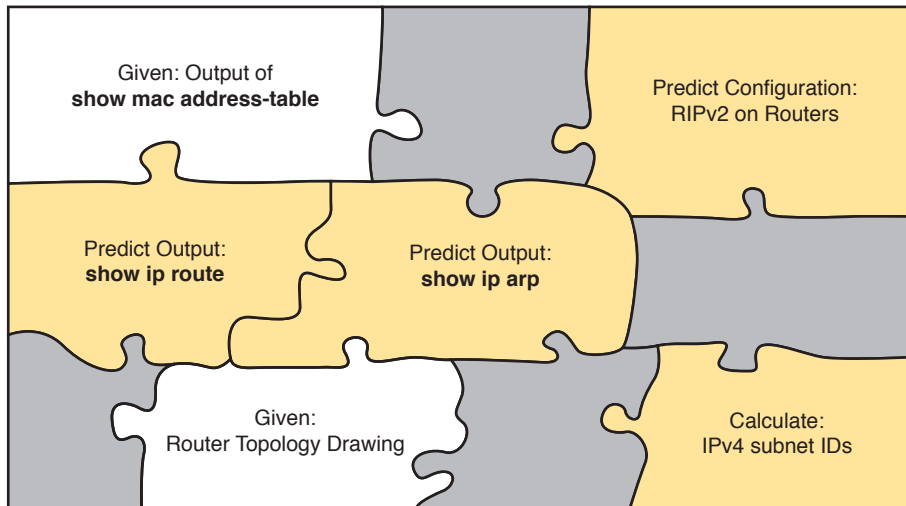 Given: Output of
show mac address-table
Predict Configuration:
RIPv2 on Routers
Predict Output:
show ip route
Predict Output:
show ip arp
Given:
Router Topology Drawing
Calculate:
IPv4 subnet IDs